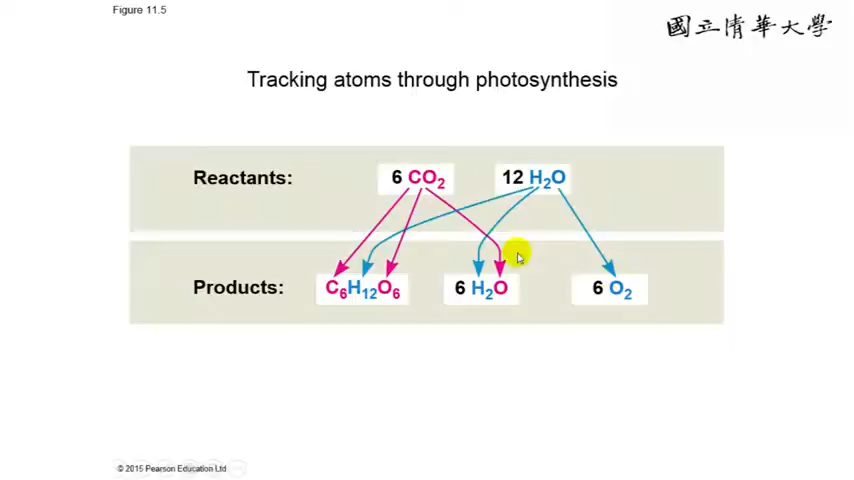 Figure 11.5
國立清華大學
Tracking atoms through photosynthesis
Reactants: 6 CO₂ 12 H₂O
Products: C₆H₁₂O₆ 6 H₂O 6 O₂
© 2015 Pearson Education Ltd